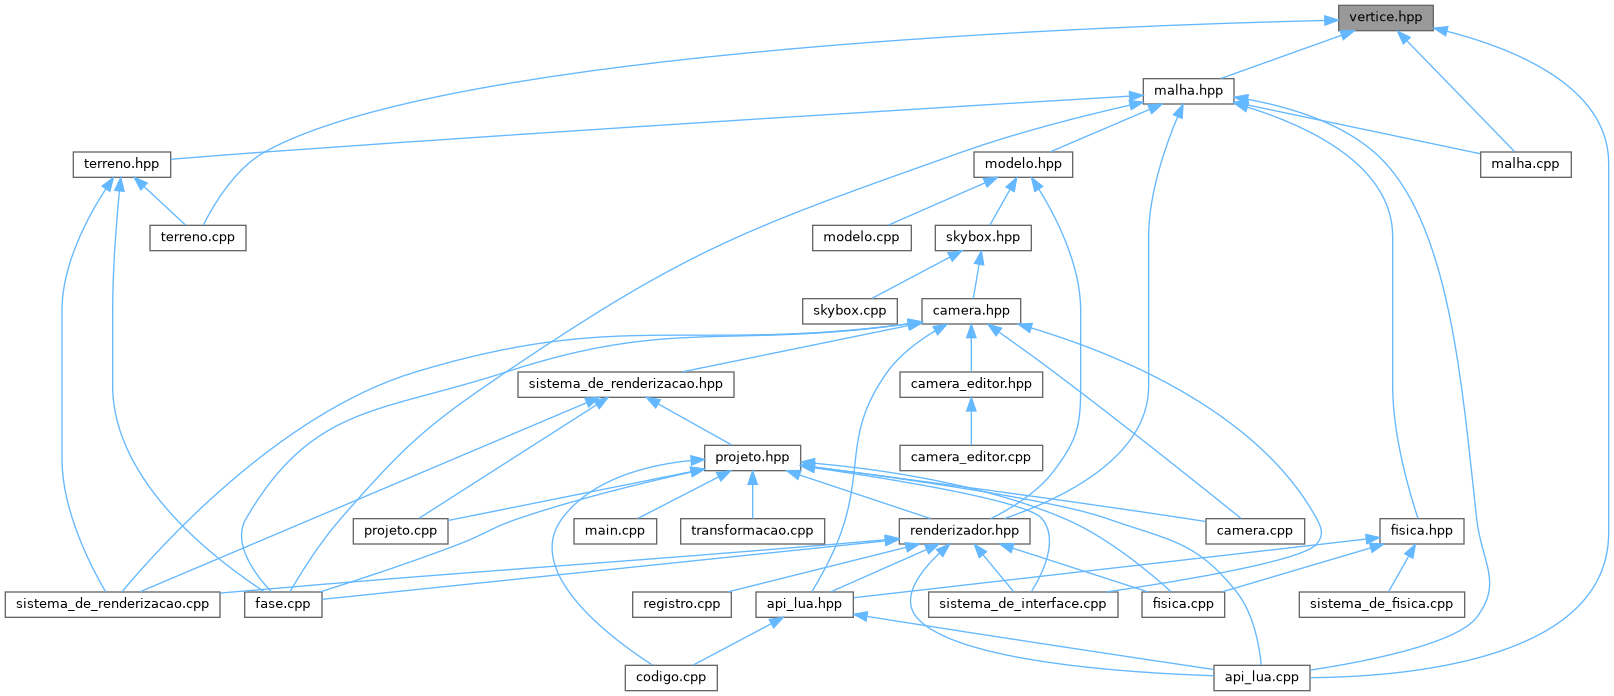 vertice.hpp
malha.hpp
terreno.hpp
modelo.hpp
malha.cpp
terreno.cpp
modelo.cpp
skybox.hpp
skybox.cpp
camera.hpp
sistema_de_renderizacao.hpp
camera_editor.hpp
projeto.hpp
camera_editor.cpp
projeto.cpp
main.cpp
transformacao.cpp
renderizador.hpp
camera.cpp
fisica.hpp
sistema_de_renderizacao.cpp
fase.cpp
registro.cpp
api_lua.hpp
sistema_de_interface.cpp
fisica.cpp
sistema_de_fisica.cpp
codigo.cpp
api_lua.cpp